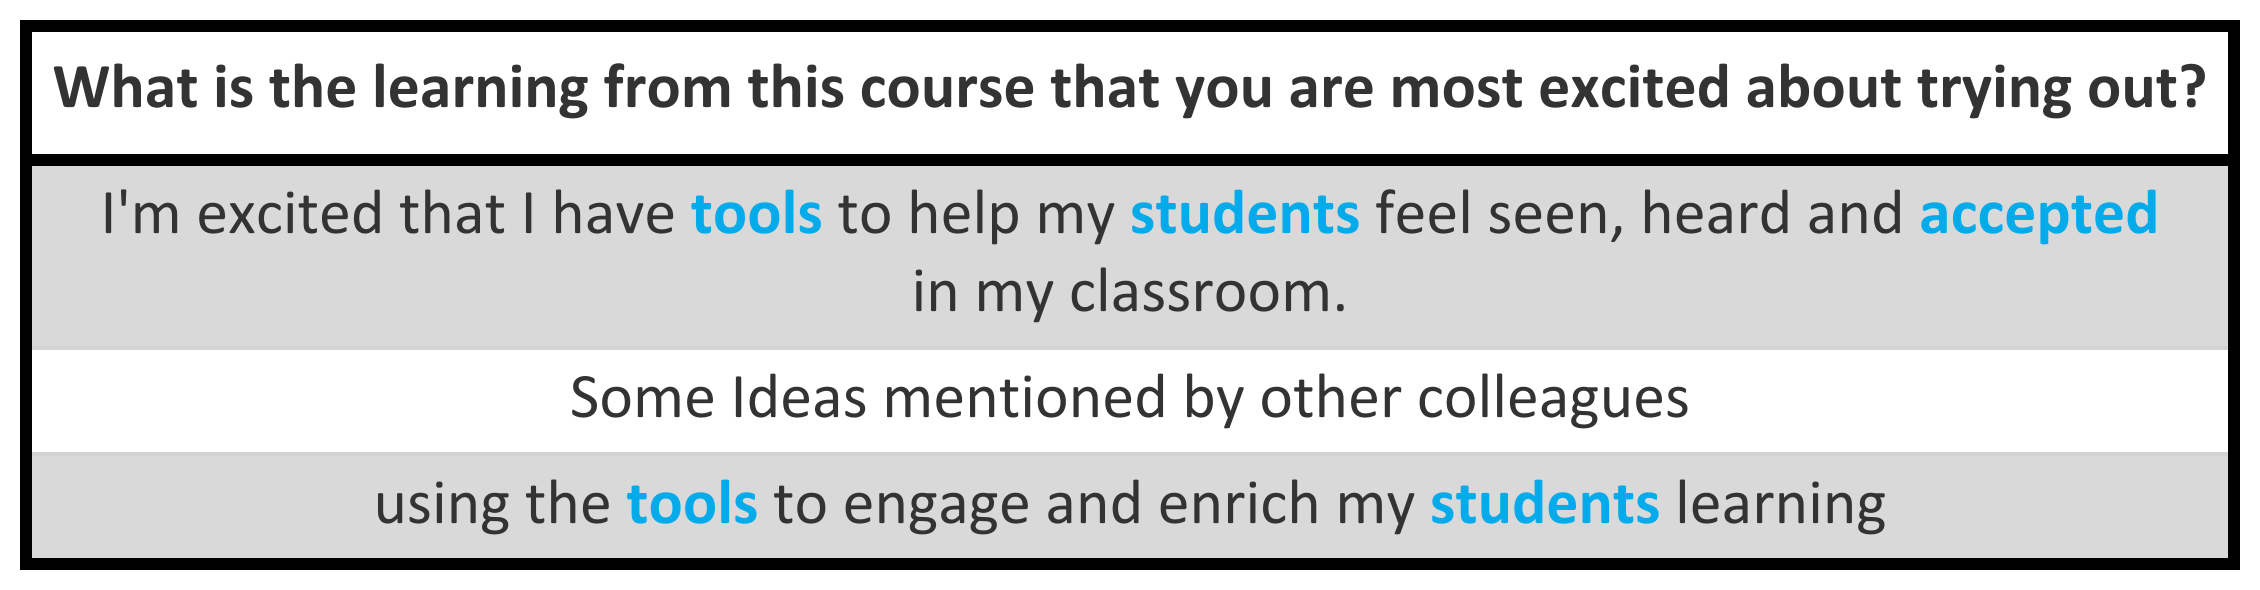 What is the learning from this course that you are most excited about trying out?
I'm excited that I have tools to help my students feel seen, heard and accepted
in my classroom.
Some Ideas mentioned by other colleagues
using the tools to engage and enrich my students learning